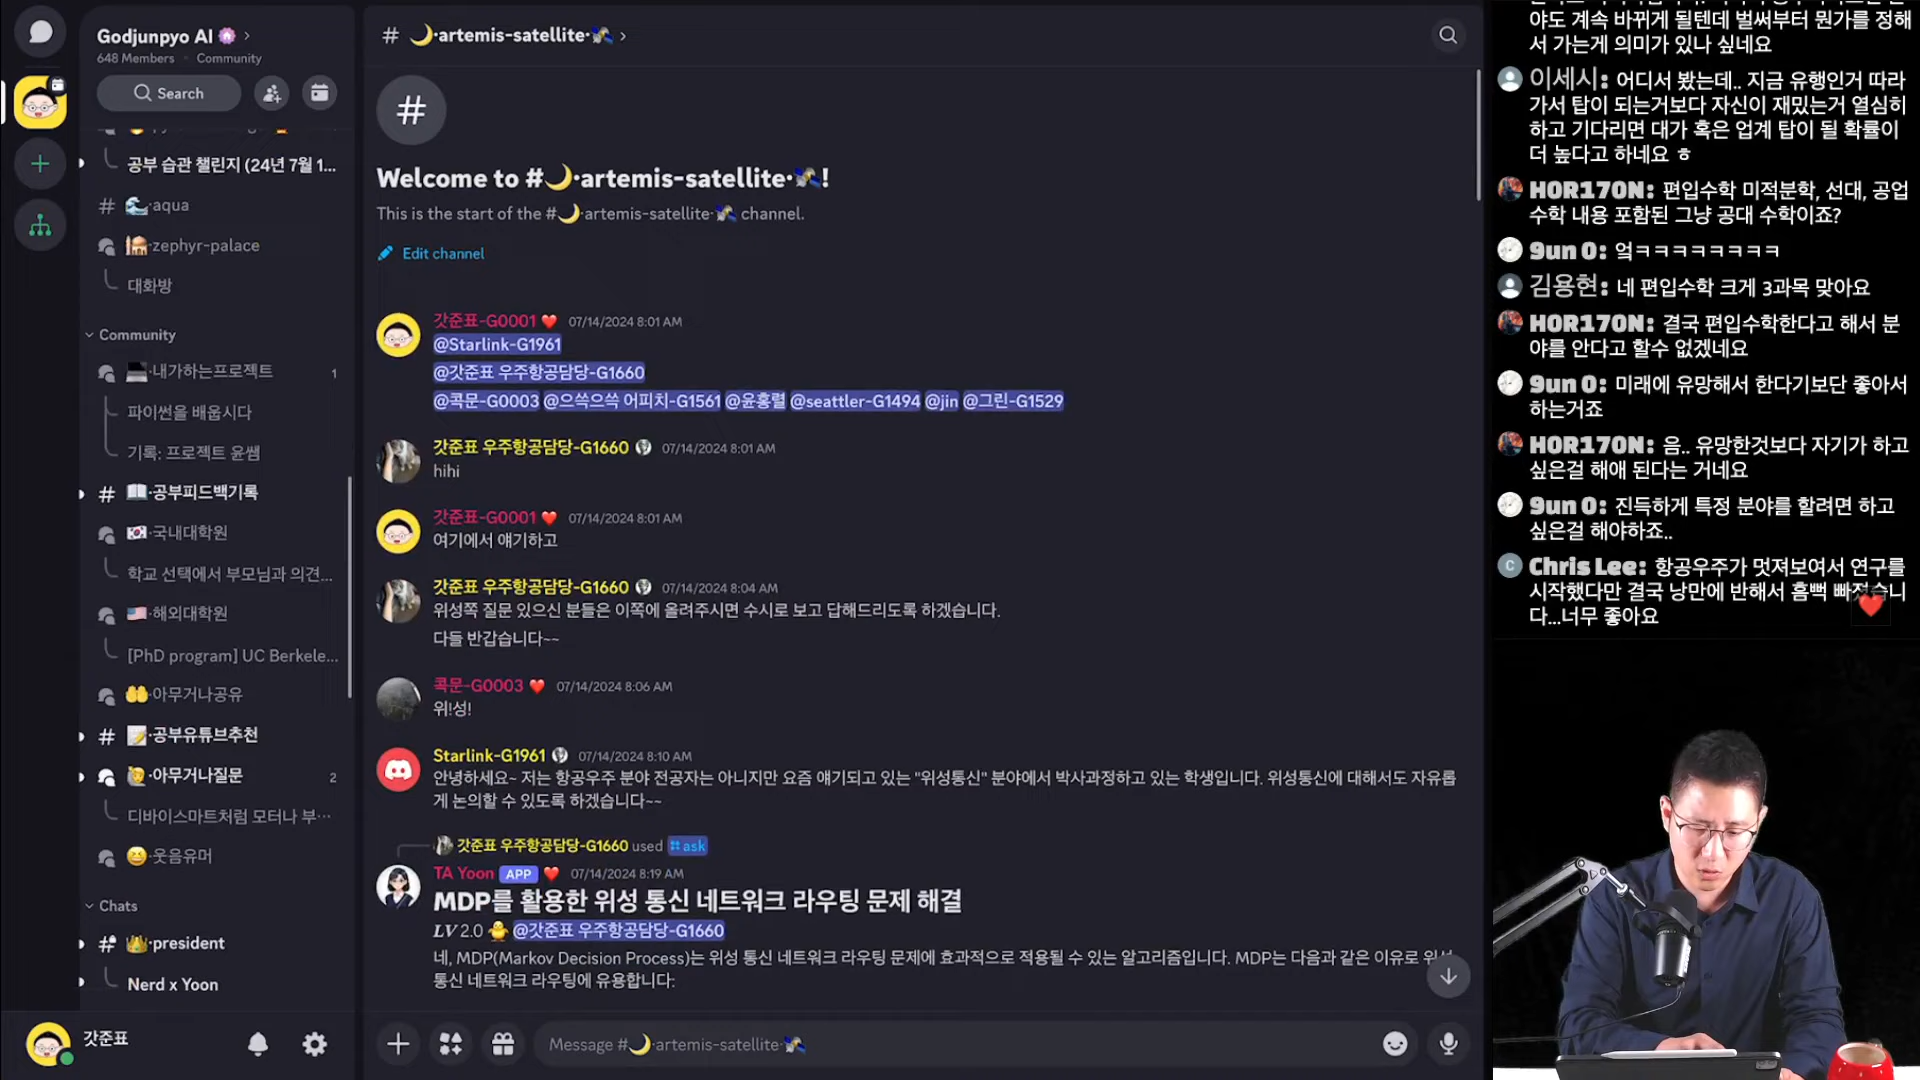 Godjunpyo AI
648 Members · Community
Search
공부 습관 챌린지 (24년 7월 1...
aqua
zephyr-palace
대화방
Community
내가하는프로젝트 1
파이썬을 배웁시다
기록: 프로젝트 윤쌤
공부피드백기록
국내대학원
학교 선택에서 부모님과 의견...
해외대학원
[PhD program] UC Berkele...
아무거나공유
공부유튜브추천
아무거나질문 2
디바이스마트처럼 모터나 부…
웃음유머
Chats
president
Nerd x Yoon
갓준표
# 🌙·artemis-satellite·🛰️ ›
#
Welcome to #🌙·artemis-satellite·🛰️!
This is the start of the #🌙·artemis-satellite·🛰️ channel.
Edit channel
갓준표-G0001 ❤️ 07/14/2024 8:01 AM
@Starlink-G1961
@갓준표 우주항공담당-G1660
@콕문-G0003 @으쓱으쓱 어피치-G1561 @윤홍렬 @seattler-G1494 @jin @그린-G1529
갓준표 우주항공담당-G1660 07/14/2024 8:01 AM
hihi
갓준표-G0001 ❤️ 07/14/2024 8:01 AM
여기에서 얘기하고
갓준표 우주항공담당-G1660 07/14/2024 8:04 AM
위성쪽 질문 있으신 분들은 이쪽에 올려주시면 수시로 보고 답해드리도록 하겠습니다.
다들 반갑습니다~~
콕문-G0003 ❤️ 07/14/2024 8:06 AM
위!성!
Starlink-G1961 07/14/2024 8:10 AM
안녕하세요~ 저는 항공우주 분야 전공자는 아니지만 요즘 얘기되고 있는 "위성통신" 분야에서 박사과정하고 있는 학생입니다. 위성통신에 대해서도 자유롭
게 논의할 수 있도록 하겠습니다~~
갓준표 우주항공담당-G1660 used ask
TA Yoon APP ❤️ 07/14/2024 8:19 AM
MDP를 활용한 위성 통신 네트워크 라우팅 문제 해결
LV 2.0 🐥 @갓준표 우주항공담당-G1660
네, MDP(Markov Decision Process)는 위성 통신 네트워크 라우팅 문제에 효과적으로 적용될 수 있는 알고리즘입니다. MDP는 다음과 같은 이유로 위성
통신 네트워크 라우팅에 유용합니다:
Message #🌙·artemis-satellite·🛰️
야도 계속 바뀌게 될텐데 벌써부터 뭔가를 정해
서 가는게 의미가 있나 싶네요
이세시: 어디서 봤는데.. 지금 유행인거 따라
가서 탑이 되는거보다 자신이 재밌는거 열심히
하고 기다리면 대가 혹은 업계 탑이 될 확률이
더 높다고 하네요 ㅎ
H0R170N: 편입수학 미적분학, 선대, 공업
수학 내용 포함된 그냥 공대 수학이죠?
9un 0: 엌ㅋㅋㅋㅋㅋㅋㅋㅋ
김용현: 네 편입수학 크게 3과목 맞아요
H0R170N: 결국 편입수학한다고 해서 분
야를 안다고 할수 없겠네요
9un 0: 미래에 유망해서 한다기보단 좋아서
하는거죠
H0R170N: 음.. 유망한것보다 자기가 하고
싶은걸 해애 된다는 거네요
9un 0: 진득하게 특정 분야를 할려면 하고
싶은걸 해야하죠..
C Chris Lee: 항공우주가 멋져보여서 연구를
시작했다만 결국 낭만에 반해서 흠뻑 빠졌습니
다...너무 좋아요